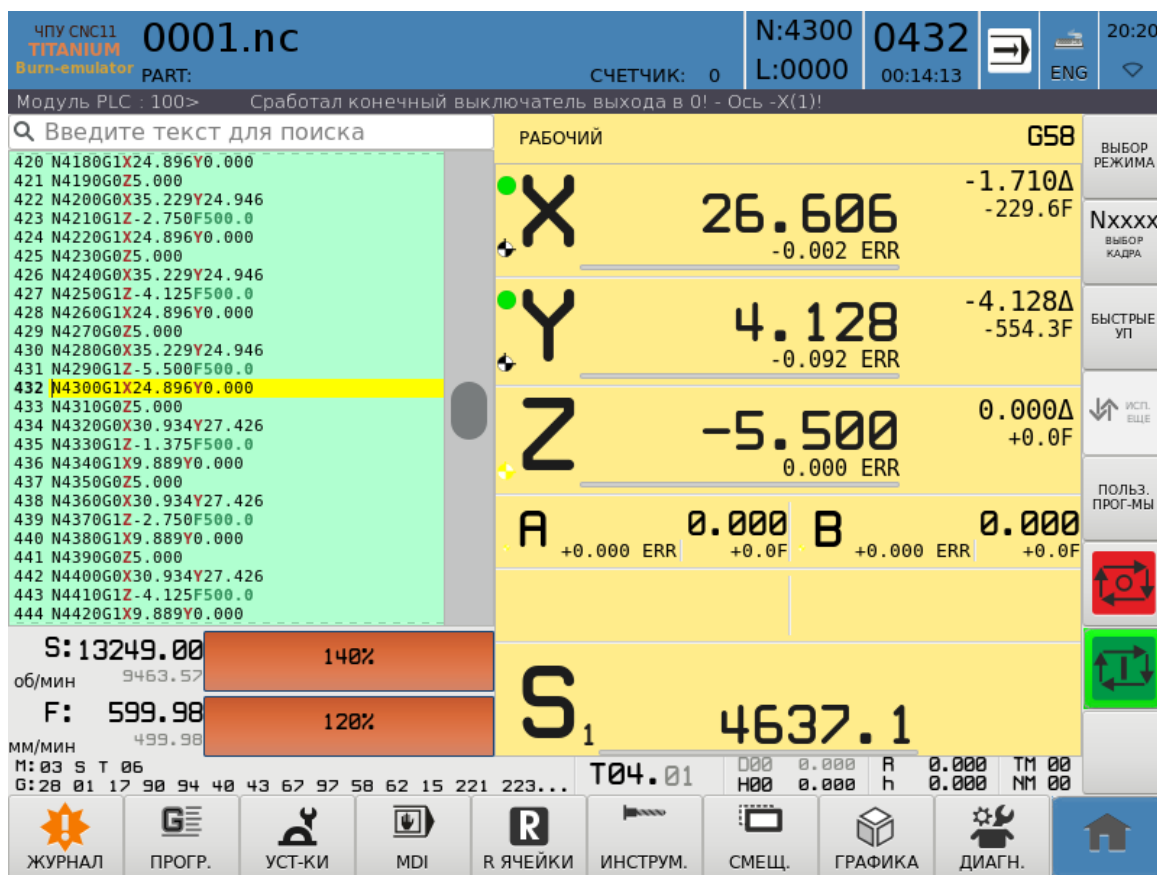 ЧПУ CNC11
TITANIUM
Burn-emulator
0001.nc
PART:
СЧЕТЧИК: 0
N:4300
L:0000
0432
00:14:13
ENG
20:20
Модуль PLC : 100> Сработал конечный выключатель выхода в 0! - Ось -X(1)!
Введите текст для поиска
420 N4180G1X24.896Y0.000
421 N4190G0Z5.000
422 N4200G0X35.229Y24.946
423 N4210G1Z-2.750F500.0
424 N4220G1X24.896Y0.000
425 N4230G0Z5.000
426 N4240G0X35.229Y24.946
427 N4250G1Z-4.125F500.0
428 N4260G1X24.896Y0.000
429 N4270G0Z5.000
430 N4280G0X35.229Y24.946
431 N4290G1Z-5.500F500.0
432 N4300G1X24.896Y0.000
433 N4310G0Z5.000
434 N4320G0X30.934Y27.426
435 N4330G1Z-1.375F500.0
436 N4340G1X9.889Y0.000
437 N4350G0Z5.000
438 N4360G0X30.934Y27.426
439 N4370G1Z-2.750F500.0
440 N4380G1X9.889Y0.000
441 N4390G0Z5.000
442 N4400G0X30.934Y27.426
443 N4410G1Z-4.125F500.0
444 N4420G1X9.889Y0.000
РАБОЧИЙ G58
X 26.606 -1.710Δ
-229.6F
-0.002 ERR
Y 4.128 -4.128Δ
-554.3F
-0.092 ERR
Z -5.500 0.000Δ
+0.0F
0.000 ERR
A 0.000 B 0.000
+0.000 ERR +0.0F +0.000 ERR +0.0F
S1 4637.1
ВЫБОР
РЕЖИМА
Nxxxx
ВЫБОР
КАДРА
БЫСТРЫЕ
УП
ИСП.
ЕЩЕ
ПОЛЬЗ.
ПРОГ-МЫ
S: 13249.00 140%
об/мин 9463.57
F: 599.98 120%
мм/мин 499.98
M: 03 S T 06
G: 28 01 17 90 94 40 43 67 97 58 62 15 221 223...
T04.01
D00 0.000 R 0.000 TM 00
H00 0.000 h 0.000 NM 00
ЖУРНАЛ
ПРОГР.
УСТ-КИ
MDI
R ЯЧЕЙКИ
ИНСТРУМ.
СМЕЩ.
ГРАФИКА
ДИАГН.